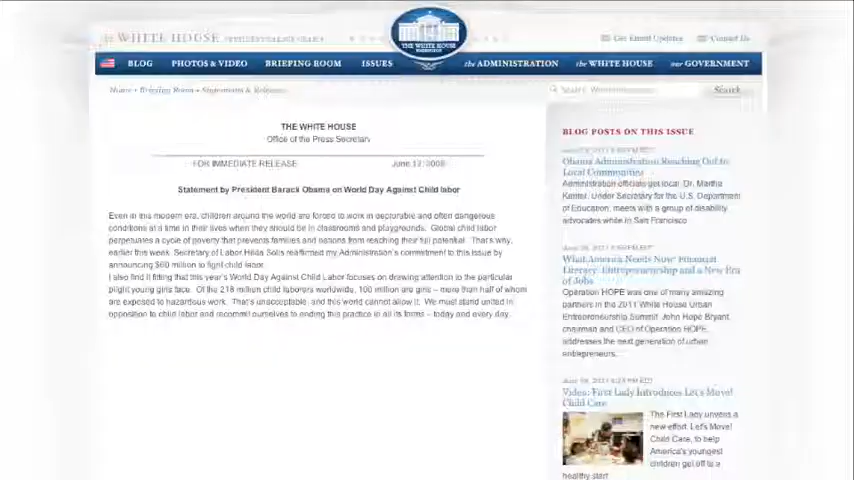 the WHITE HOUSE
THE WHITE HOUSE
WASHINGTON
Get Email Updates
Contact Us
BLOG
PHOTOS & VIDEO
BRIEFING ROOM
ISSUES
the ADMINISTRATION
the WHITE HOUSE
our GOVERNMENT
Home • Briefing Room • Statements & Releases
Search
THE WHITE HOUSE
Office of the Press Secretary
FOR IMMEDIATE RELEASE
June 12, 2009
Statement by President Barack Obama on World Day Against Child labor
Even in this modern era, children around the world are forced to work in deplorable and often dangerous
conditions at a time in their lives when they should be in classrooms and playgrounds. Global child labor
perpetuates a cycle of poverty that prevents families and nations from reaching their full potential. That's why,
earlier this week, Secretary of Labor Hilda Solis reaffirmed my Administration's commitment to this issue by
announcing $60 million to fight child labor.
I also find it fitting that this year's World Day Against Child Labor focuses on drawing attention to the particular
plight young girls face. Of the 218 million child laborers worldwide, 100 million are girls – more than half of whom
are exposed to hazardous work. That's unacceptable, and this world cannot allow it. We must stand united in
opposition to child labor and recommit ourselves to ending this practice in all its forms – today and every day.
BLOG POSTS ON THIS ISSUE
Obama Administration Reaching Out to
Local Communities
Administration officials get local. Dr. Martha
Kanter, Under Secretary for the U.S. Department
of Education, meets with a group of disability
advocates while in San Francisco
What America Needs Now: Financial
Literacy, Entrepreneurship and a New Era
of Jobs
Operation HOPE was one of many amazing
partners in the 2011 White House Urban
Entrepreneurship Summit. John Hope Bryant,
chairman and CEO of Operation HOPE,
addresses the next generation of urban
entrepreneurs.
Video: First Lady Introduces Let's Move!
Child Care
The First Lady unveils a
new effort, Let's Move!
Child Care, to help
America's youngest
children get off to a
healthy start